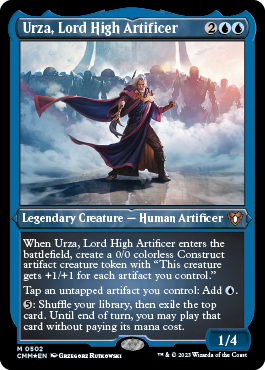 Urza, Lord High Artificer 2
Legendary Creature — Human Artificer
When Urza, Lord High Artificer enters the
battlefield, create a 0/0 colorless Construct
artifact creature token with “This creature
gets +1/+1 for each artifact you control.”
Tap an untapped artifact you control: Add .
5: Shuffle your library, then exile the top
card. Until end of turn, you may play that
card without paying its mana cost.
1/4
M 0502
CMM★EN Grzegorz Rutkowski
™ & © 2023 Wizards of the Coast